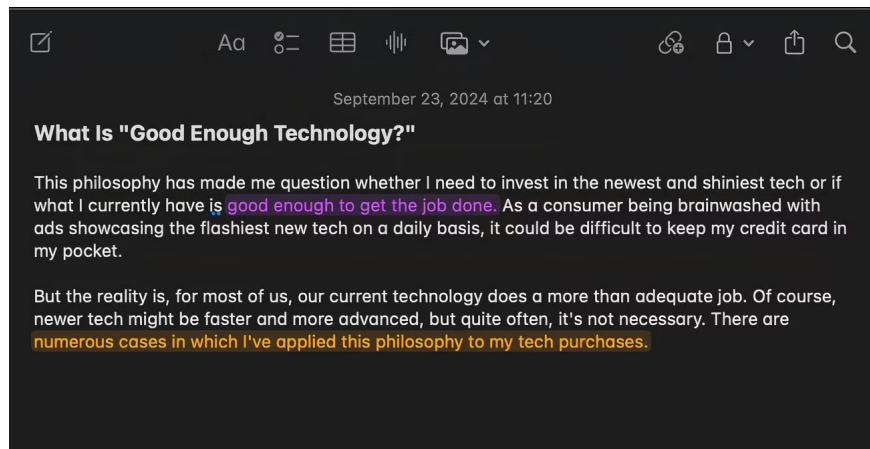 Aa
September 23, 2024 at 11:20
What Is "Good Enough Technology?"
This philosophy has made me question whether I need to invest in the newest and shiniest tech or if
what I currently have is good enough to get the job done. As a consumer being brainwashed with
ads showcasing the flashiest new tech on a daily basis, it could be difficult to keep my credit card in
my pocket.
But the reality is, for most of us, our current technology does a more than adequate job. Of course,
newer tech might be faster and more advanced, but quite often, it's not necessary. There are
numerous cases in which I've applied this philosophy to my tech purchases.